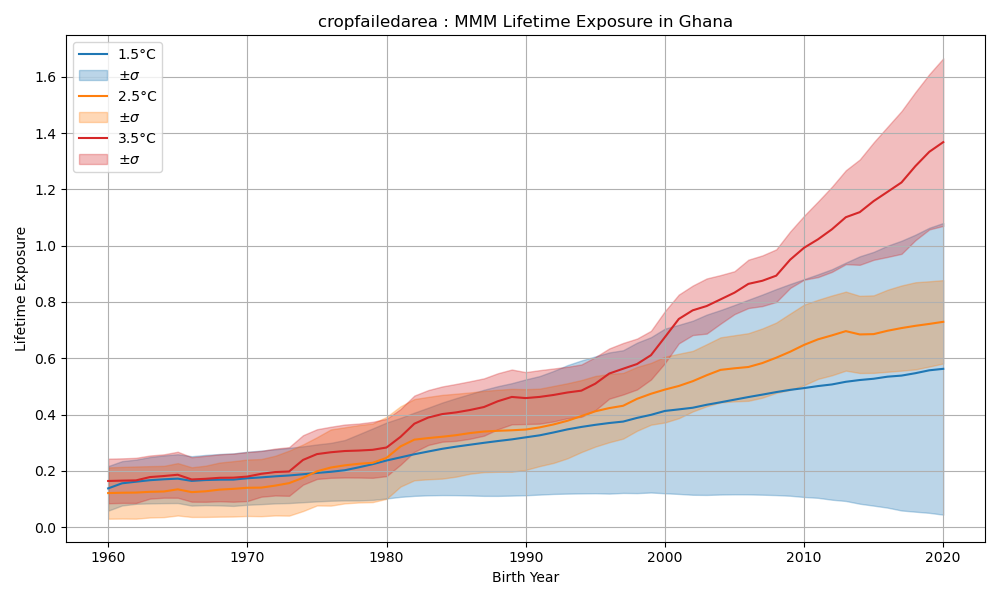 cropfailedarea : MMM Lifetime Exposure in Ghana
1.5°C
±σ
2.5°C
±σ
3.5°C
±σ
Lifetime Exposure
1.6
1.4
1.2
1.0
0.8
0.6
0.4
0.2
0.0
1960 1970 1980 1990 2000 2010 2020
Birth Year